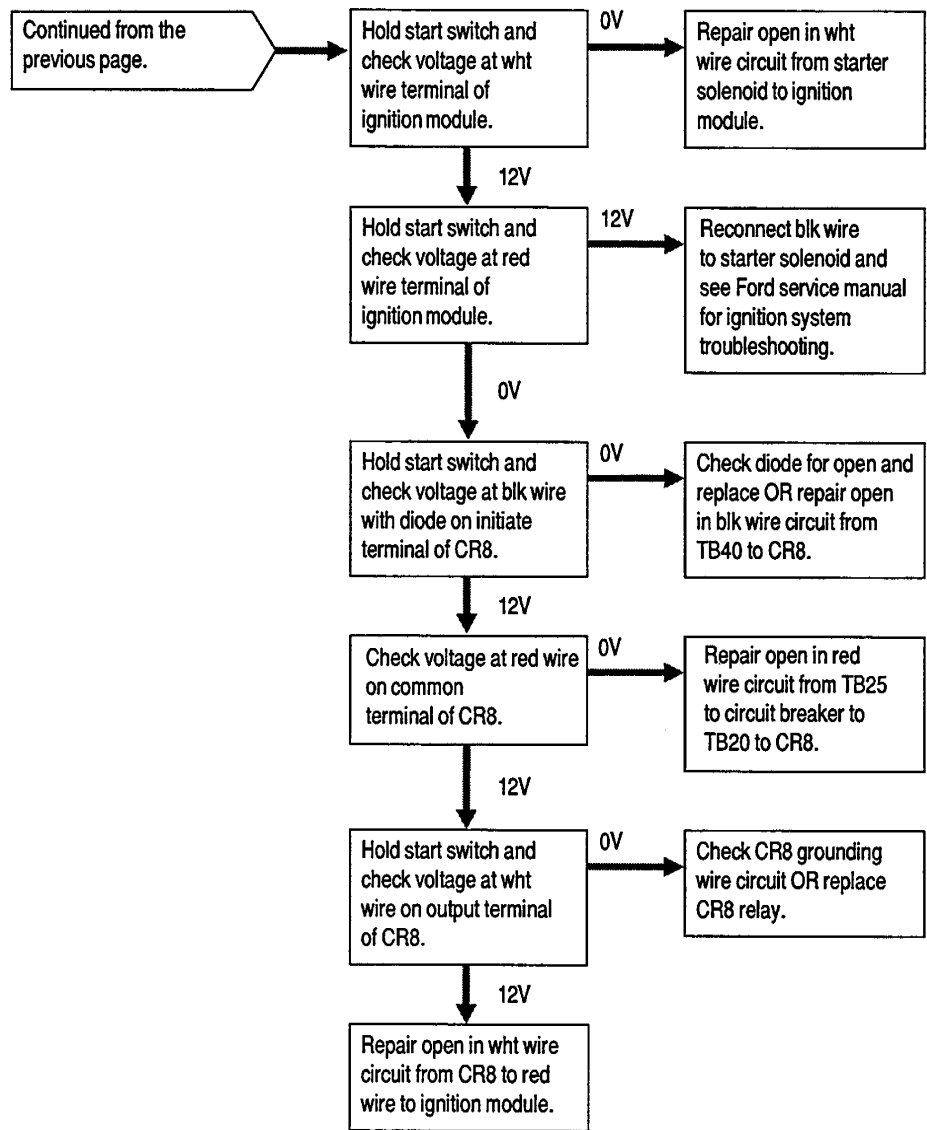 Continued from the
previous page.
Hold start switch and
check voltage at wht
wire terminal of
ignition module.
0V
Repair open in wht
wire circuit from starter
solenoid to ignition
module.
12V
Hold start switch and
check voltage at red
wire terminal of
ignition module.
12V
Reconnect blk wire
to starter solenoid and
see Ford service manual
for ignition system
troubleshooting.
0V
Hold start switch and
check voltage at blk wire
with diode on initiate
terminal of CR8.
0V
Check diode for open and
replace OR repair open
in blk wire circuit from
TB40 to CR8.
12V
Check voltage at red wire
on common
terminal of CR8.
0V
Repair open in red
wire circuit from TB25
to circuit breaker to
TB20 to CR8.
12V
Hold start switch and
check voltage at wht
wire on output terminal
of CR8.
0V
Check CR8 grounding
wire circuit OR replace
CR8 relay.
12V
Repair open in wht wire
circuit from CR8 to red
wire to ignition module.